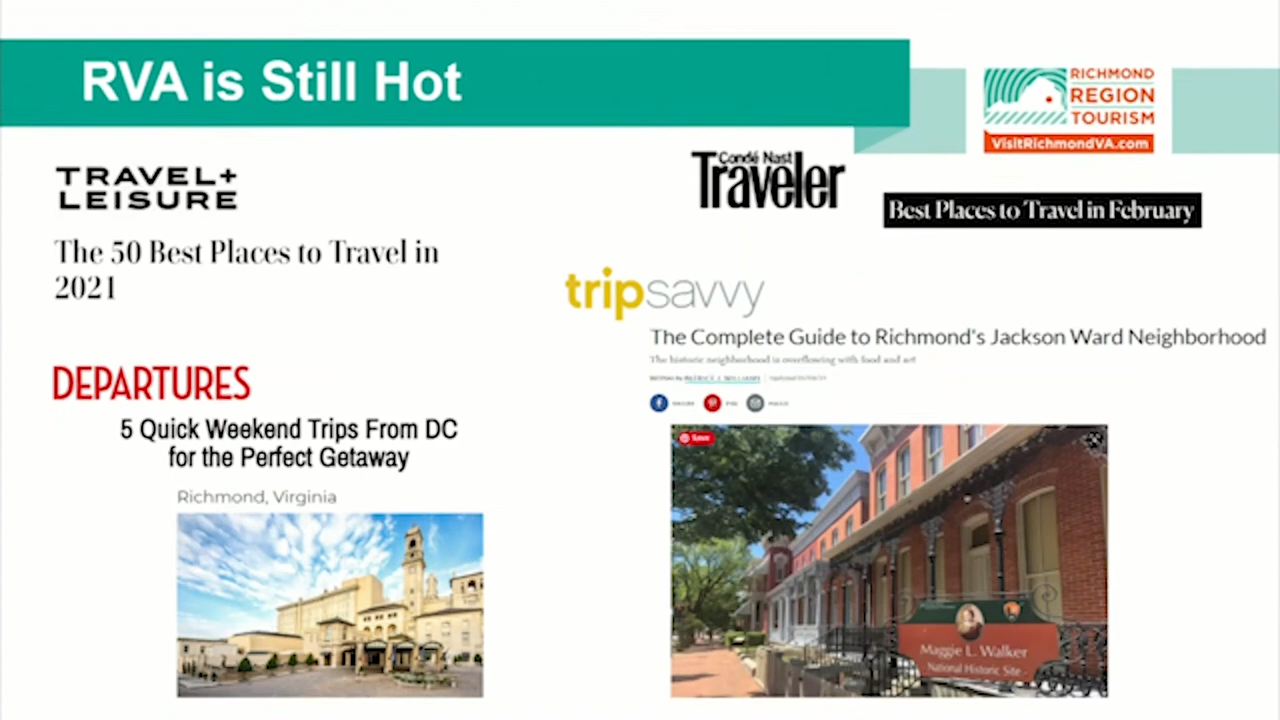 RVA is Still Hot
RICHMOND
REGION
TOURISM
VisitRichmondVA.com
TRAVEL+
LEISURE
The 50 Best Places to Travel in
2021
Condé Nast
Traveler
Best Places to Travel in February
tripsavvy
The Complete Guide to Richmond's Jackson Ward Neighborhood
The historic neighborhood is overflowing with food and art
DEPARTURES
5 Quick Weekend Trips From DC
for the Perfect Getaway
Richmond, Virginia
Save
Maggie L. Walker
National Historic Site